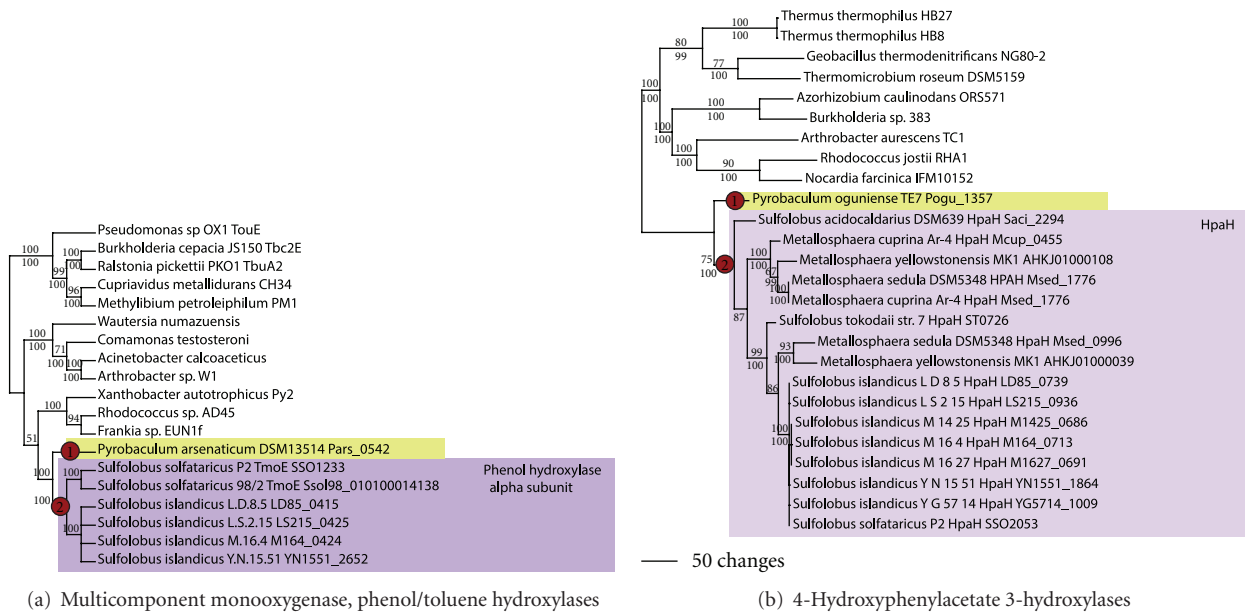 100
100
Pseudomonas sp OX1 TouE
Burkholderia cepacia JS150 Tbc2E
100
100
Ralstonia pickettii PKO1 TbuA2
99
100
Cupriavidus metallidurans CH34
96
100
Methylibium petroleiphilum PM1
Wautersia numazuensis
100
100
Comamonas testosteroni
71
100
Acinetobacter calcoaceticus
100
100
Arthrobacter sp. W1
Xanthobacter autotrophicus Py2
100
100
Rhodococcus sp. AD45
94
Frankia sp. EUN1f
51
1
Pyrobaculum arsenaticum DSM13514 Pars_0542
Sulfolobus solfataricus P2 TmoE SSO1233
100
Sulfolobus solfataricus 98/2 TmoE Ssol98_010100014138
Phenol hydroxylase
alpha subunit
100
2
Sulfolobus islandicus L.D.8.5 LD85_0415
Sulfolobus islandicus L.S.2.15 LS215_0425
100
Sulfolobus islandicus M.16.4 M164_0424
Sulfolobus islandicus Y.N.15.51 YN1551_2652
(a) Multicomponent monooxygenase, phenol/toluene hydroxylases
Thermus thermophilus HB27
100
100
Thermus thermophilus HB8
80
99
Geobacillus thermodenitrificans NG80-2
77
100
Thermomicrobium roseum DSM5159
100
100
Azorhizobium caulinodans ORS571
100
100
Burkholderia sp. 383
100
100
Arthrobacter aurescens TC1
100
100
Rhodococcus jostii RHA1
90
100
Nocardia farcinica IFM10152
1
Pyrobaculum oguniense TE7 Pogu_1357
Sulfolobus acidocaldarius DSM639 HpaH Saci_2294
HpaH
75
100
2
Metallosphaera cuprina Ar-4 HpaH Mcup_0455
100
100
Metallosphaera yellowstonensis MK1 AHKJ01000108
67
99
Metallosphaera sedula DSM5348 HPAH Msed_1776
100
100
Metallosphaera cuprina Ar-4 HpaH Msed_1776
87
Sulfolobus tokodaii str. 7 HpaH ST0726
99
100
Metallosphaera sedula DSM5348 HpaH Msed_0996
93
100
Metallosphaera yellowstonensis MK1 AHKJ01000039
86
Sulfolobus islandicus L D 8 5 HpaH LD85_0739
Sulfolobus islandicus L S 2 15 HpaH LS215_0936
Sulfolobus islandicus M 14 25 HpaH M1425_0686
100
100
Sulfolobus islandicus M 16 4 HpaH M164_0713
Sulfolobus islandicus M 16 27 HpaH M1627_0691
Sulfolobus islandicus Y N 15 51 HpaH YN1551_1864
Sulfolobus islandicus Y G 57 14 HpaH YG5714_1009
Sulfolobus solfataricus P2 HpaH SSO2053
50 changes
(b) 4-Hydroxyphenylacetate 3-hydroxylases